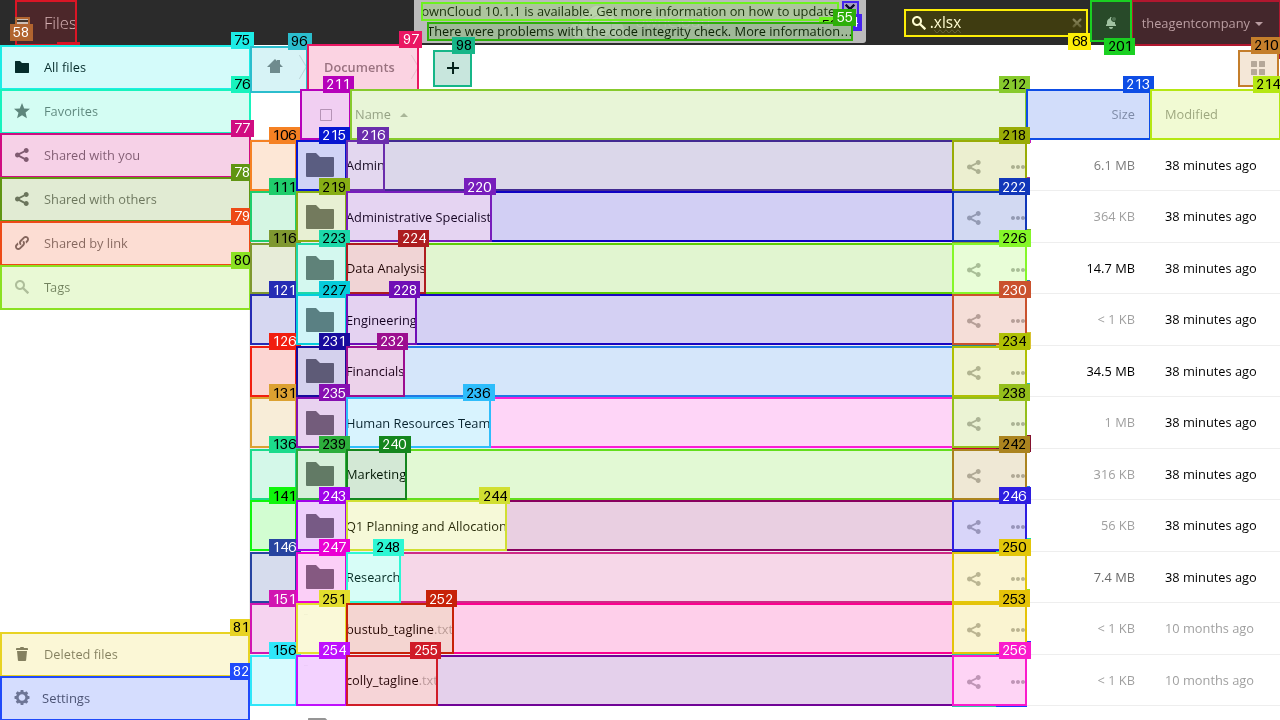 Files
ownCloud 10.1.1 is available. Get more information on how to update
There were problems with the code integrity check. More information…
.xlsx
theagentcompany
58
55
68
201
All files
Documents
75
96
97
98
210
Favorites
76
211
212
213
214
Name
Size
Modified
Shared with you
77
106
215
216
218
Admin
6.1 MB
38 minutes ago
Shared with others
78
111
219
220
222
Administrative Specialist
364 KB
38 minutes ago
Shared by link
79
116
223
224
226
Data Analysis
14.7 MB
38 minutes ago
Tags
80
121
227
228
230
Engineering
< 1 KB
38 minutes ago
126
231
232
234
Financials
34.5 MB
38 minutes ago
131
235
236
238
Human Resources Team
1 MB
38 minutes ago
136
239
240
242
Marketing
316 KB
38 minutes ago
141
243
244
246
Q1 Planning and Allocation
56 KB
38 minutes ago
146
247
248
250
Research
7.4 MB
38 minutes ago
151
251
252
253
bustub_tagline.txt
< 1 KB
10 months ago
Deleted files
81
156
254
255
256
colly_tagline.txt
< 1 KB
10 months ago
Settings
82